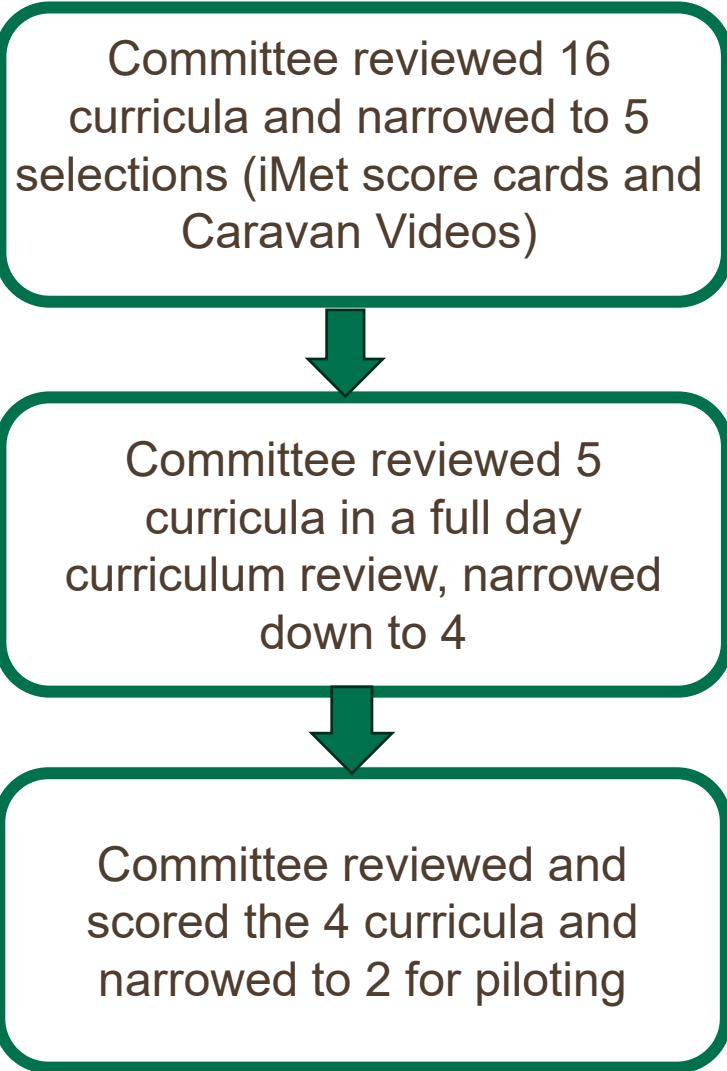 Committee reviewed 16
curricula and narrowed to 5
selections (iMet score cards and
Caravan Videos)
Committee reviewed 5
curricula in a full day
curriculum review, narrowed
down to 4
Committee reviewed and
scored the 4 curricula and
narrowed to 2 for piloting